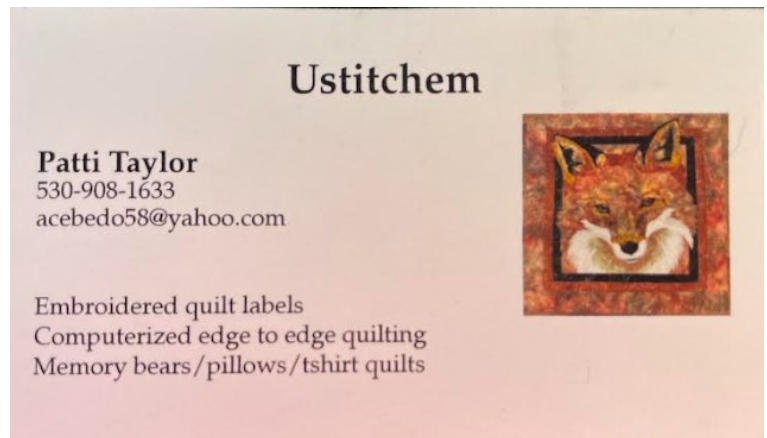 Ustitchem
Patti Taylor
530-908-1633
acebedo58@yahoo.com
Embroidered quilt labels
Computerized edge to edge quilting
Memory bears/pillows/tshirt quilts